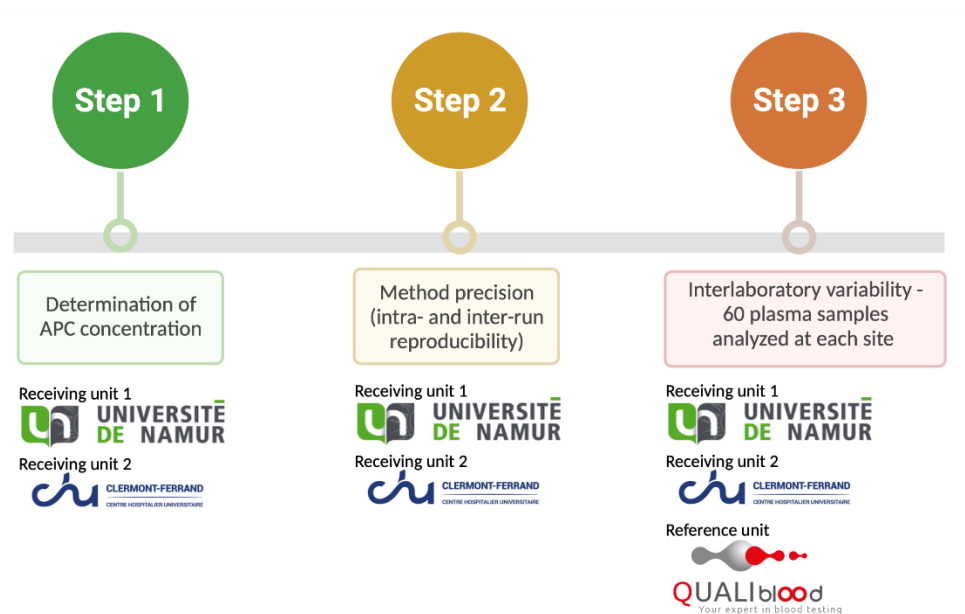 Step 1
Step 2
Step 3
Determination of
APC concentration
Method precision
(intra- and inter-run
reproducibility)
Interlaboratory variability -
60 plasma samples
analyzed at each site
Receiving unit 1
UNIVERSITÉ
DE NAMUR
Receiving unit 2
chu
CLERMONT-FERRAND
CENTRE HOSPITALIER UNIVERSITAIRE
Receiving unit 1
UNIVERSITÉ
DE NAMUR
Receiving unit 2
chu
CLERMONT-FERRAND
CENTRE HOSPITALIER UNIVERSITAIRE
Receiving unit 1
UNIVERSITÉ
DE NAMUR
Receiving unit 2
chu
CLERMONT-FERRAND
CENTRE HOSPITALIER UNIVERSITAIRE
Reference unit
QUALIblood
Your expert in blood testing